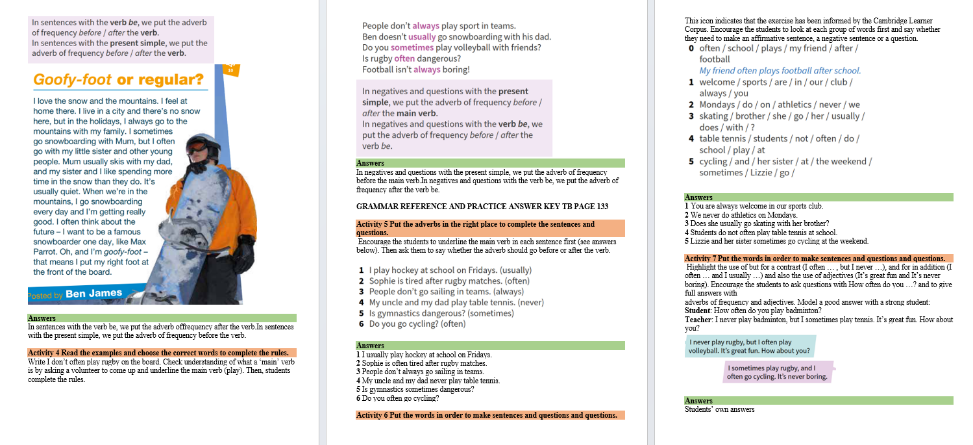 In sentences with the verb be, we put the adverb
of frequency before / after the verb.
In sentences with the present simple, we put the
adverb of frequency before / after the verb.
Goofy-foot or regular?
I love the snow and the mountains. I feel at
home there. I live in a city and there's no snow
here, but in the holidays, I always go to the
mountains with my family. I sometimes
go snowboarding with Mum, but I often
go with my little sister and other young
people. Mum usually skis with my dad,
and my sister and I like spending more
time in the snow than they do. It's
usually quiet. When we're in the
mountains, I go snowboarding
every day and I'm getting really
good. I often think about the
future – I want to be a famous
snowboarder one day, like Max
Parrot. Oh, and I'm goofy-foot –
that means I put my right foot at
the front of the board.
Posted by Ben James
Answers
In sentences with the verb be, we put the adverb offrequency after the verb.In sentences
with the present simple, we put the adverb of frequency before the verb.
Activity 4 Read the examples and choose the correct words to complete the rules.
Write I don't often play rugby on the board. Check understanding of what a 'main' verb
is by asking a volunteer to come up and underline the main verb (play). Then, students
complete the rules.
People don't always play sport in teams.
Ben doesn't usually go snowboarding with his dad.
Do you sometimes play volleyball with friends?
Is rugby often dangerous?
Football isn't always boring!
In negatives and questions with the present
simple, we put the adverb of frequency before /
after the main verb.
In negatives and questions with the verb be, we
put the adverb of frequency before / after the
verb be.
Answers
In negatives and questions with the present simple, we put the adverb of frequency
before the main verb.In negatives and questions with the verb be, we put the adverb of
frequency after the verb be.
GRAMMAR REFERENCE AND PRACTICE ANSWER KEY TB PAGE 133
Activity 5 Put the adverbs in the right place to complete the sentences and
questions.
Encourage the students to underline the main verb in each sentence first (see answers
below). Then ask them to say whether the adverb should go before or after the verb.
1 I play hockey at school on Fridays. (usually)
2 Sophie is tired after rugby matches. (often)
3 People don't go sailing in teams. (always)
4 My uncle and my dad play table tennis. (never)
5 Is gymnastics dangerous? (sometimes)
6 Do you go cycling? (often)
Answers
1 I usually play hockey at school on Fridays.
2 Sophie is often tired after rugby matches.
3 People don't always go sailing in teams.
4 My uncle and my dad never play table tennis.
5 Is gymnastics sometimes dangerous?
6 Do you often go cycling?
Activity 6 Put the words in order to make sentences and questions and questions.
This icon indicates that the exercise has been informed by the Cambridge Learner
Corpus. Encourage the students to look at each group of words first and say whether
they need to make an affirmative sentence, a negative sentence or a question.
0 often / school / plays / my friend / after /
football
My friend often plays football after school.
1 welcome / sports / are / in / our / club /
always / you
2 Mondays / do / on / athletics / never / we
3 skating / brother / she / go / her / usually /
does / with / ?
4 table tennis / students / not / often / do /
school / play / at
5 cycling / and / her sister / at / the weekend /
sometimes / Lizzie / go /
Answers
1 You are always welcome in our sports club.
2 We never do athletics on Mondays.
3 Does she usually go skating with her brother?
4 Students do not often play table tennis at school.
5 Lizzie and her sister sometimes go cycling at the weekend.
Activity 7 Put the words in order to make sentences and questions and questions.
Highlight the use of but for a contrast (I often … , but I never …), and for in addition (I
often … and I usually …) and also the use of adjectives (It's great fun and It's never
boring). Encourage the students to ask questions with How often do you …? and to give
full answers with
adverbs of frequency and adjectives. Model a good answer with a strong student:
Student: How often do you play badminton?
Teacher: I never play badminton, but I sometimes play tennis. It's great fun. How about
you?
I never play rugby, but I often play
volleyball. It's great fun. How about you?
I sometimes play rugby, and I
often go cycling. It's never boring.
Answers
Students' own answers